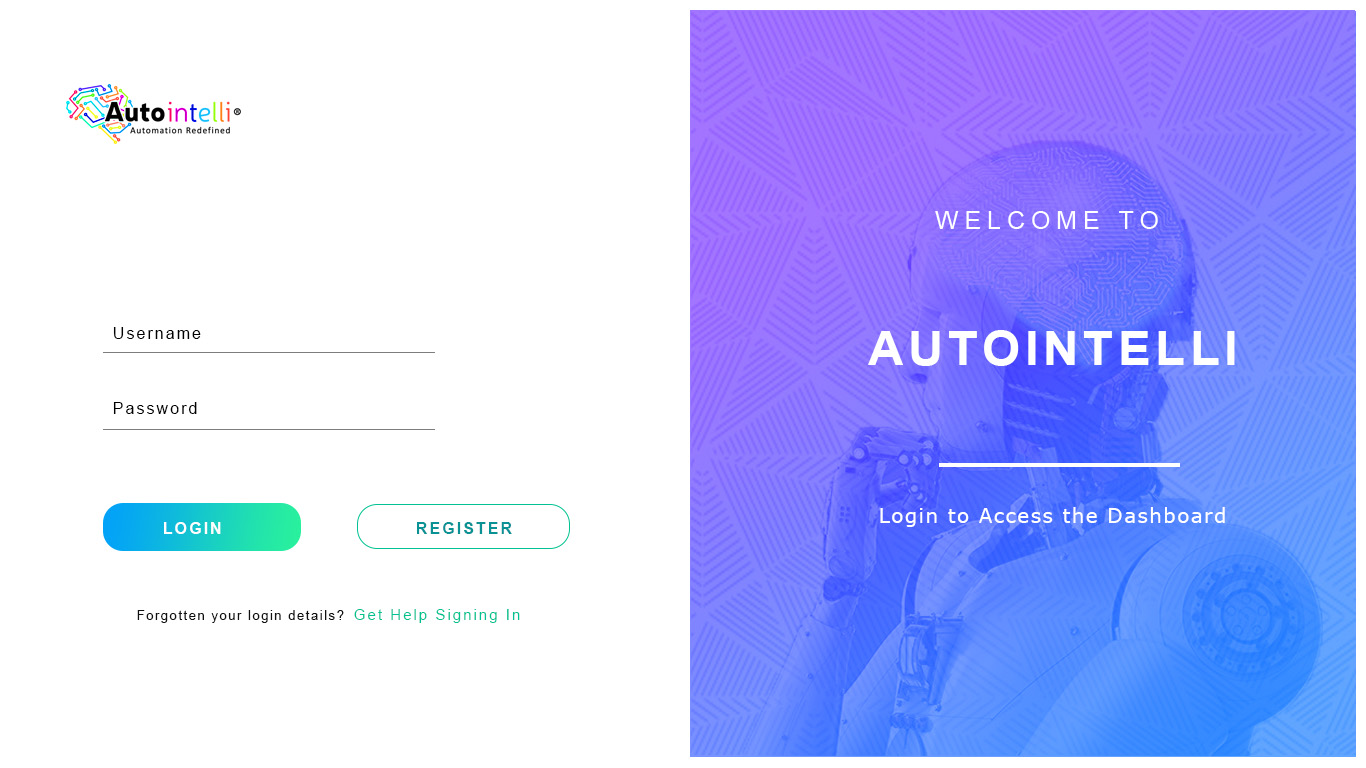 Autointelli®
Automation Redefined
Username
Password
LOGIN
REGISTER
Forgotten your login details? Get Help Signing In
WELCOME TO
AUTOINTELLI
Login to Access the Dashboard